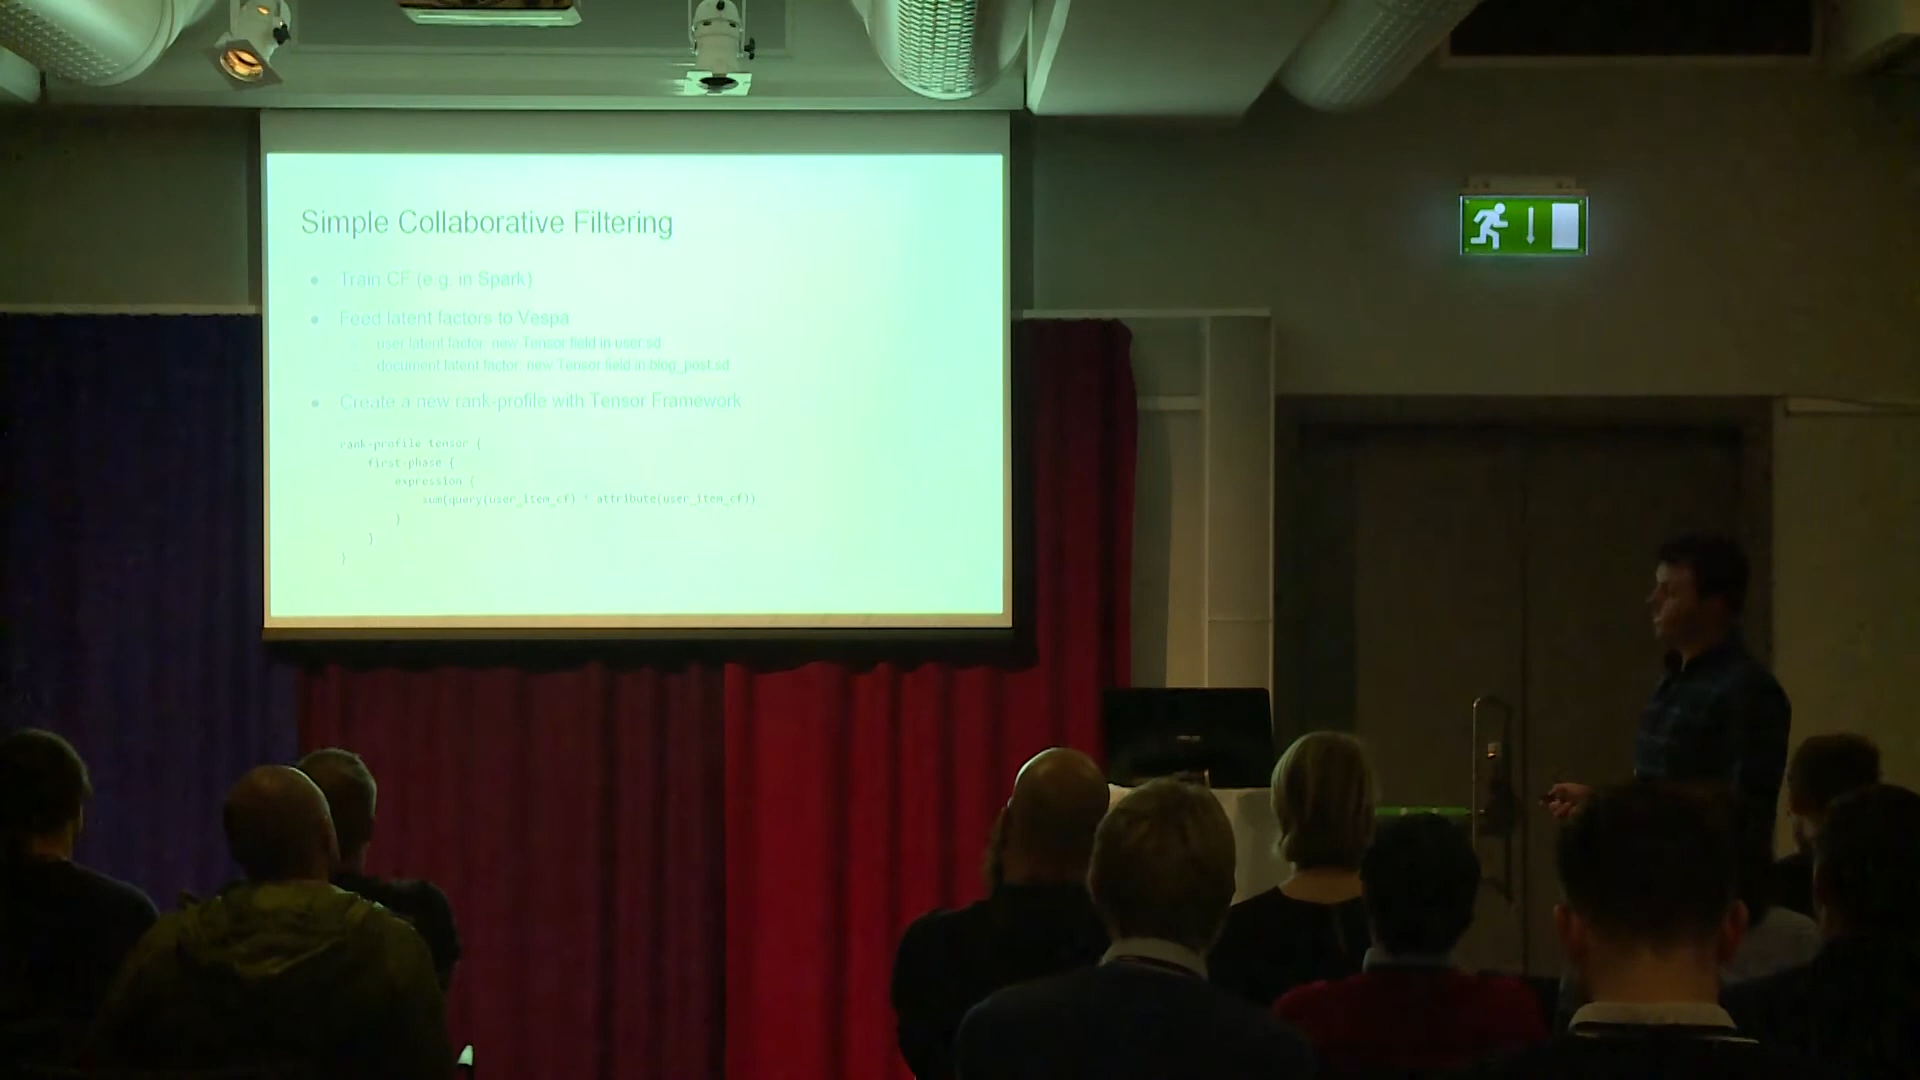 Simple Collaborative Filtering
● Train CF (e.g. in Spark)
● Feed latent factors to Vespa
user latent factor: new Tensor field in user.sd
document latent factor: new Tensor field in blog_post.sd
● Create a new rank-profile with Tensor Framework
rank-profile tensor {
first-phase {
expression {
sum(query(user_item_cf) * attribute(user_item_cf))
}
}
}